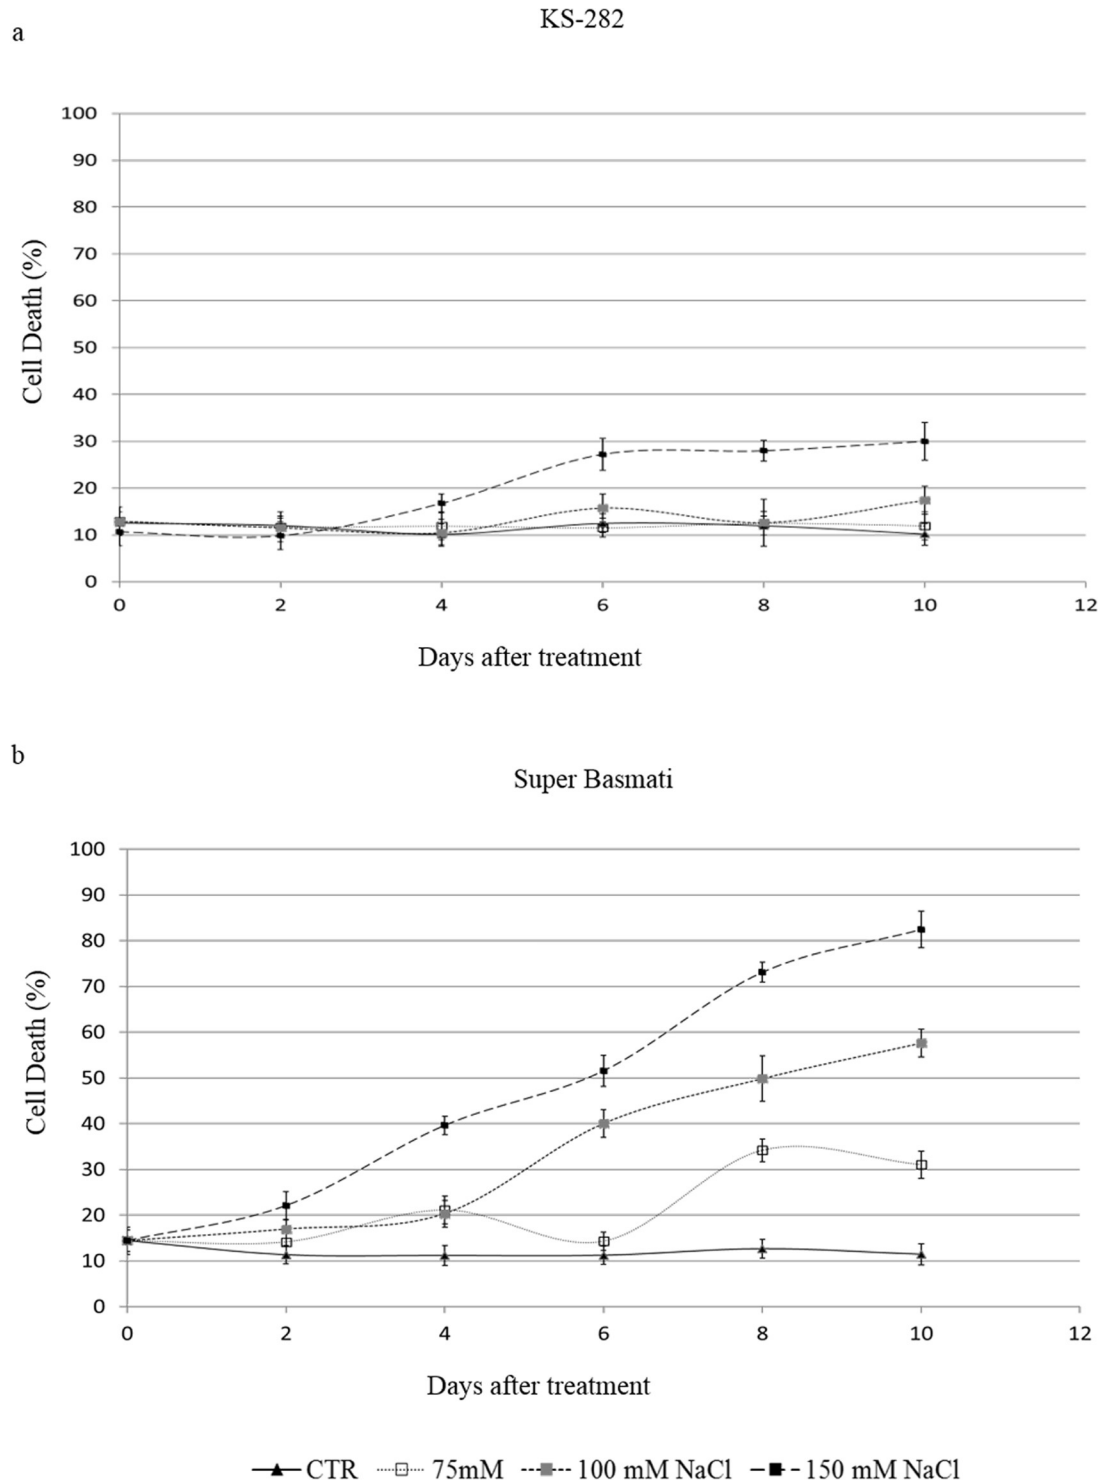 KS-282
a
100
90
80
70
60
50
40
30
20
10
0
Cell Death (%)
0 2 4 6 8 10 12
Days after treatment
b
Super Basmati
100
90
80
70
60
50
40
30
20
10
0
Cell Death (%)
0 2 4 6 8 10 12
Days after treatment
CTR 75mM 100 mM NaCl 150 mM NaCl